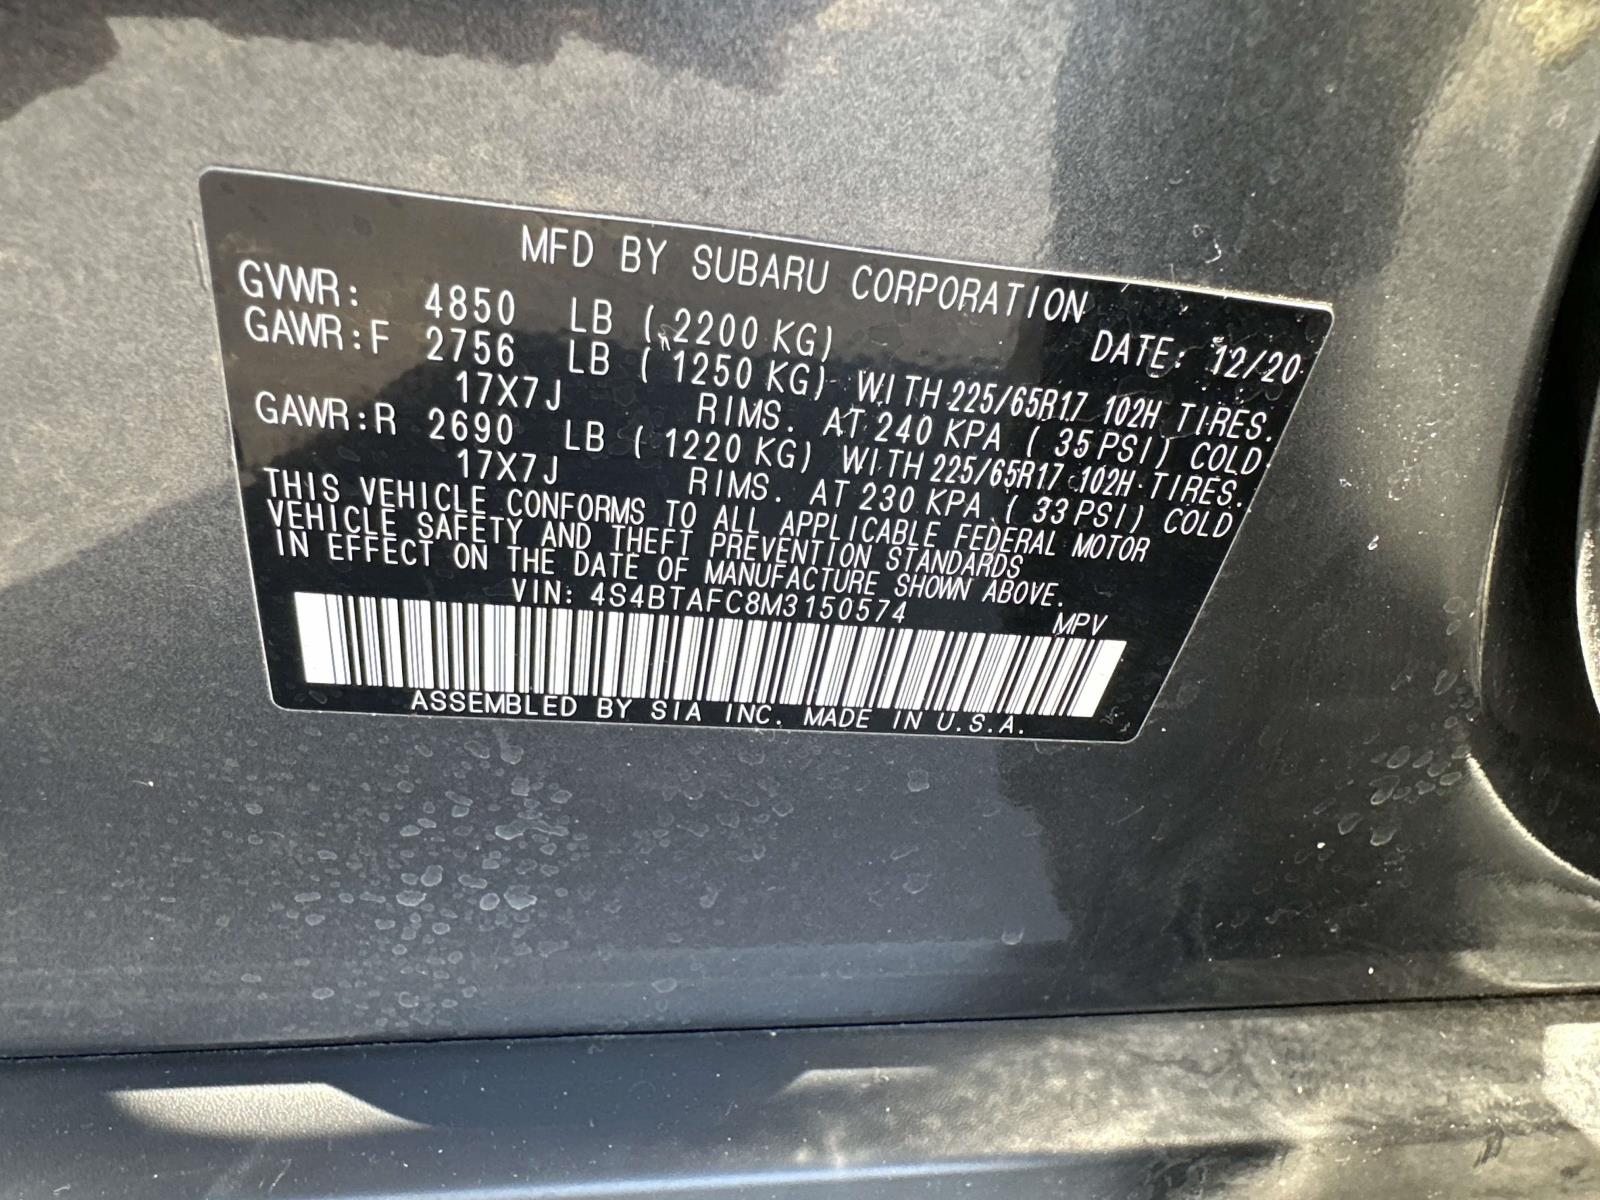 MFD BY SUBARU CORPORATION
GVWR: 4850 LB (2200 KG) DATE: 12/20
GAWR:F 2756 LB (1250 KG) WITH 225/65R17 102H TIRES.
17X7J RIMS. AT 240 KPA (35 PSI) COLD
GAWR:R 2690 LB (1220 KG) WITH 225/65R17 102H TIRES.
17X7J RIMS. AT 230 KPA (33 PSI) COLD
THIS VEHICLE CONFORMS TO ALL APPLICABLE FEDERAL MOTOR
VEHICLE SAFETY AND THEFT PREVENTION STANDARDS
IN EFFECT ON THE DATE OF MANUFACTURE SHOWN ABOVE.
VIN: 4S4BTAFC8M3150574 MPV
ASSEMBLED BY SIA INC. MADE IN U.S.A.